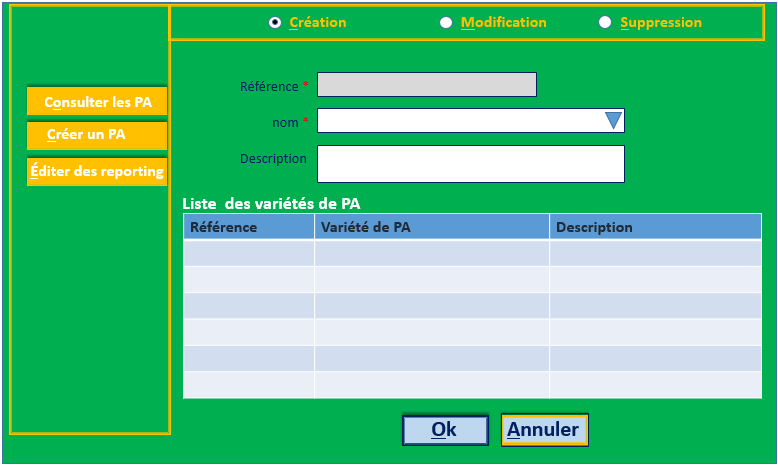 Création Modification Suppression
Référence *
Consulter les PA
nom *
Créer un PA
Description
Éditer des reporting
Liste des variétés de PA
Référence Variété de PA Description
Ok Annuler